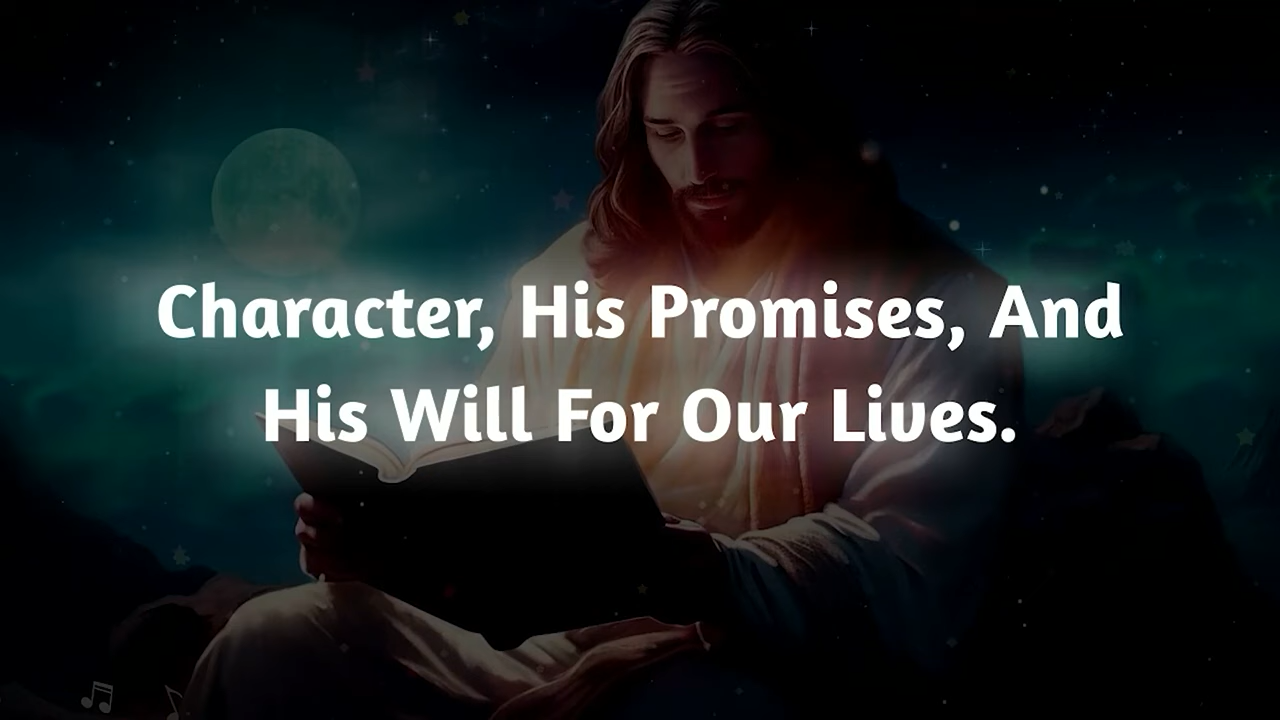 Character, His Promises, And
His Will For Our Lives.